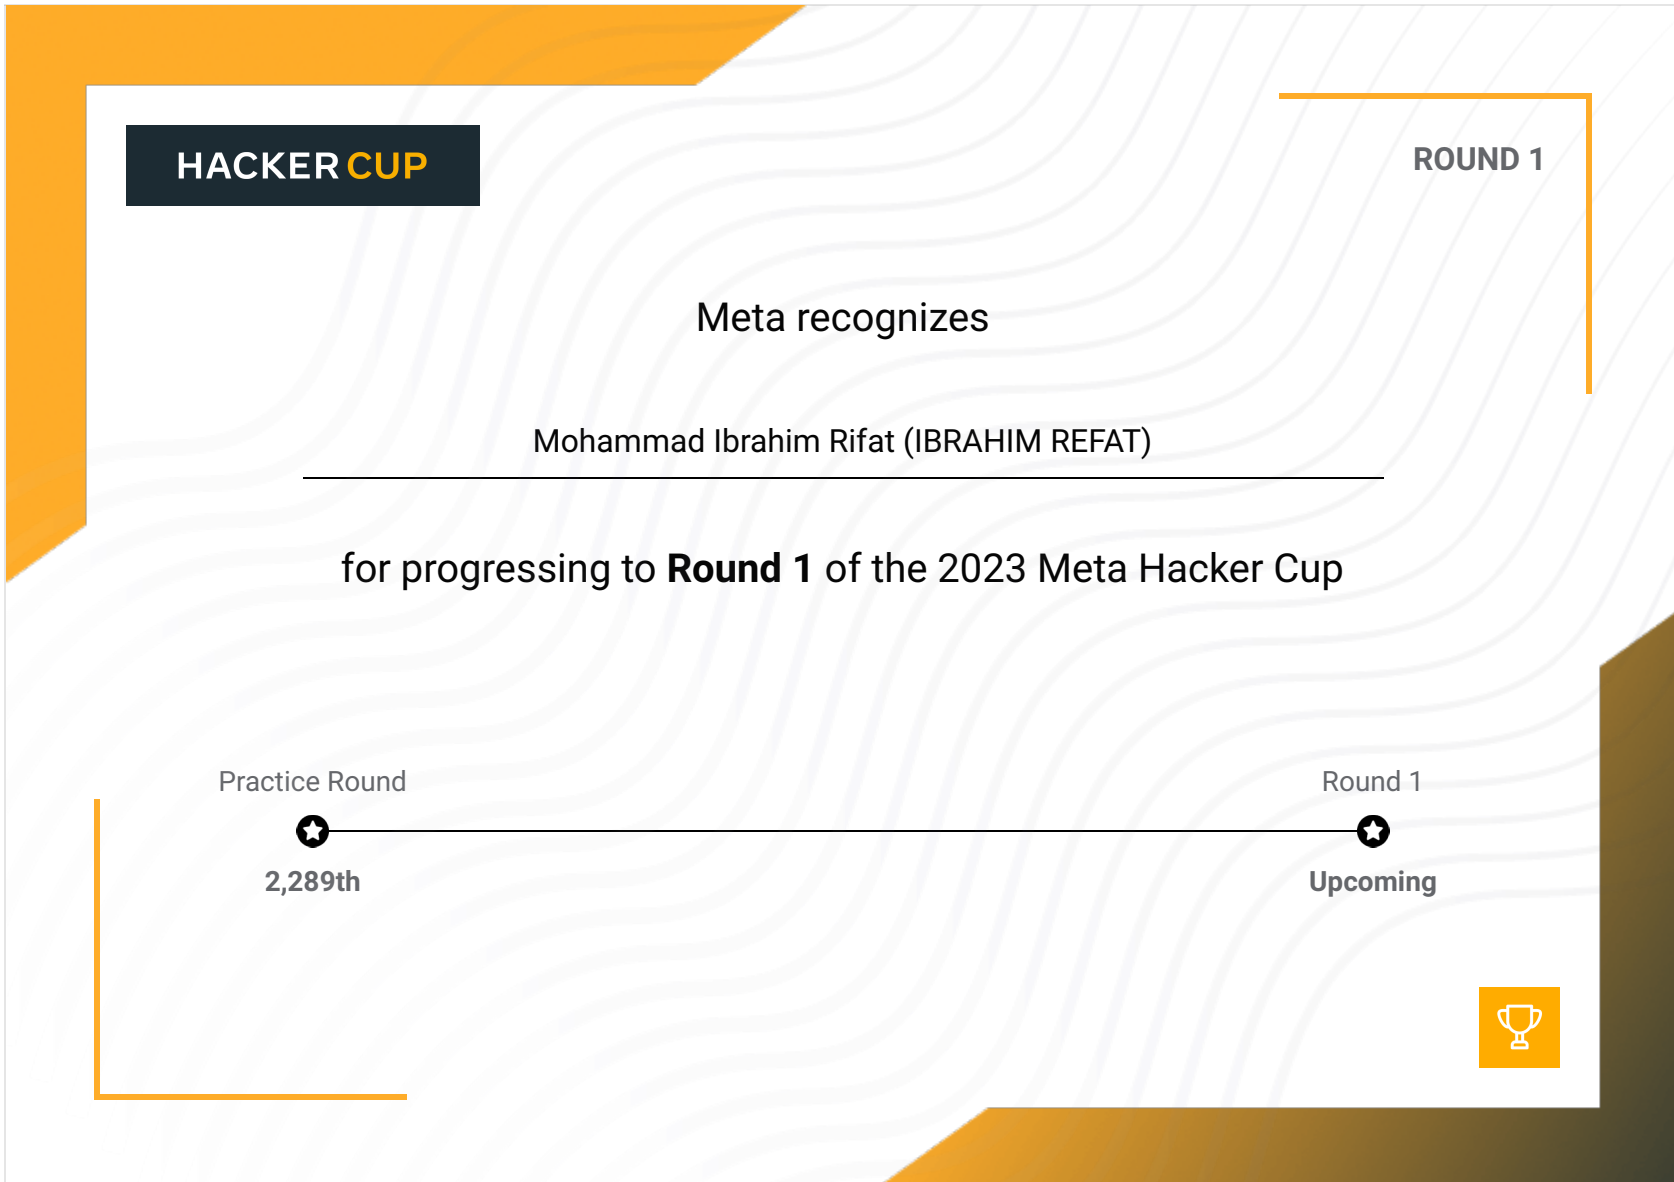 HACKER CUP
ROUND 1
Meta recognizes
Mohammad Ibrahim Rifat (IBRAHIM REFAT)
for progressing to Round 1 of the 2023 Meta Hacker Cup
Practice Round
Round 1
2,289th
Upcoming